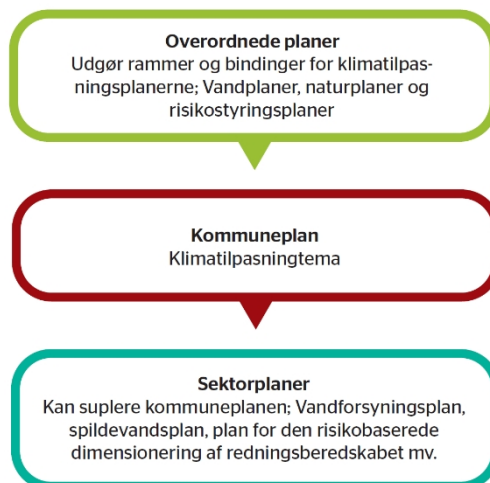 Overordnede planer
Udgør rammer og bindinger for klimatilpas-
ningsplanerne; Vandplaner, naturplaner og
risikostyringsplaner
Kommuneplan
Klimatilpasningtema
Sektorplaner
Kan suplere kommuneplanen; Vandforsyningsplan,
spildevandsplan, plan for den risikobaserede
dimensionering af redningsberedskabet mv.